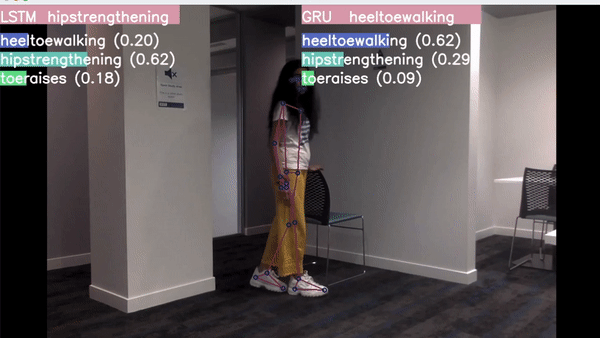 LSTM hipstrengthening
heeltoewalking (0.20)
hipstrengthening (0.62)
toeraises (0.18)
GRU heeltoewalking
heeltoewalking (0.62)
hipstrengthening (0.29
toeraises (0.09)